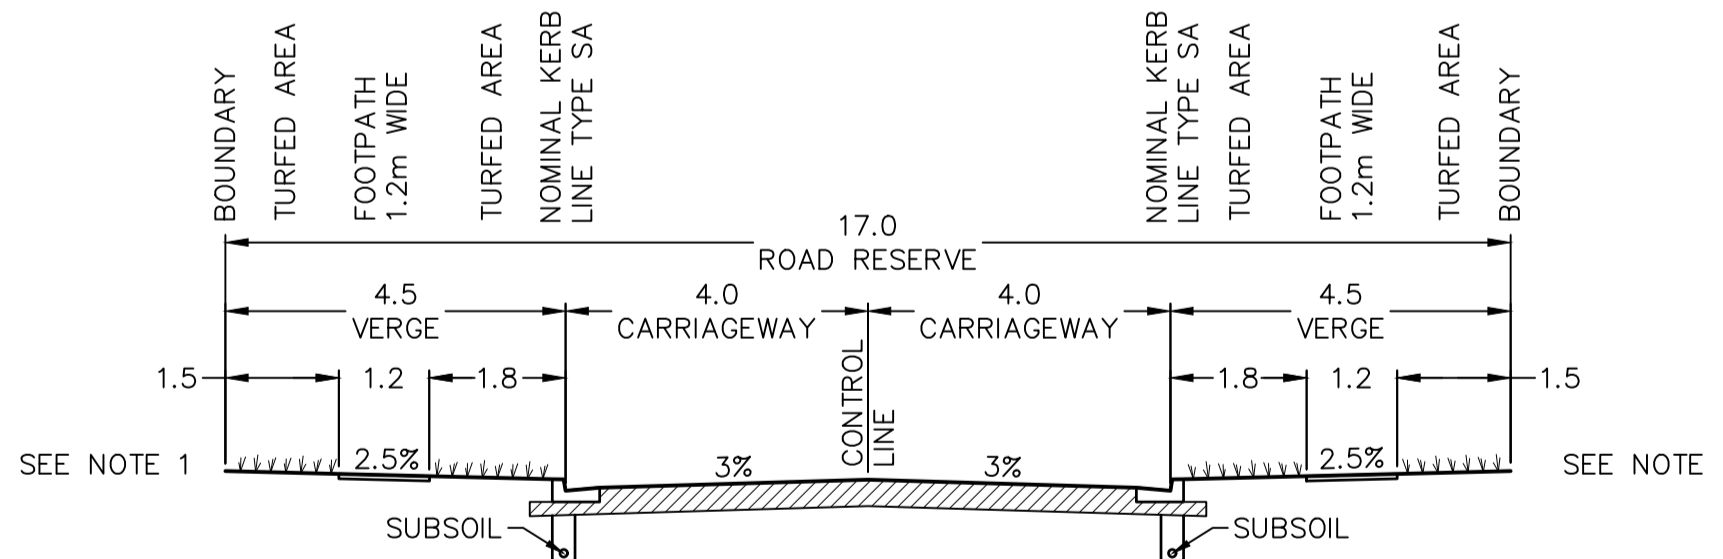 BOUNDARY
TURFED AREA
FOOTPATH
1.2m WIDE
TURFED AREA
NOMINAL KERB
LINE TYPE SA
NOMINAL KERB
LINE TYPE SA
TURFED AREA
FOOTPATH
1.2m WIDE
TURFED AREA
BOUNDARY
17.0
ROAD RESERVE
4.5
VERGE
4.0
CARRIAGEWAY
4.0
CARRIAGEWAY
4.5
VERGE
1.5
1.2
1.8
CONTROL
LINE
1.8
1.2
1.5
SEE NOTE 1
2.5%
3%
3%
2.5%
SEE NOTE
SUBSOIL
SUBSOIL